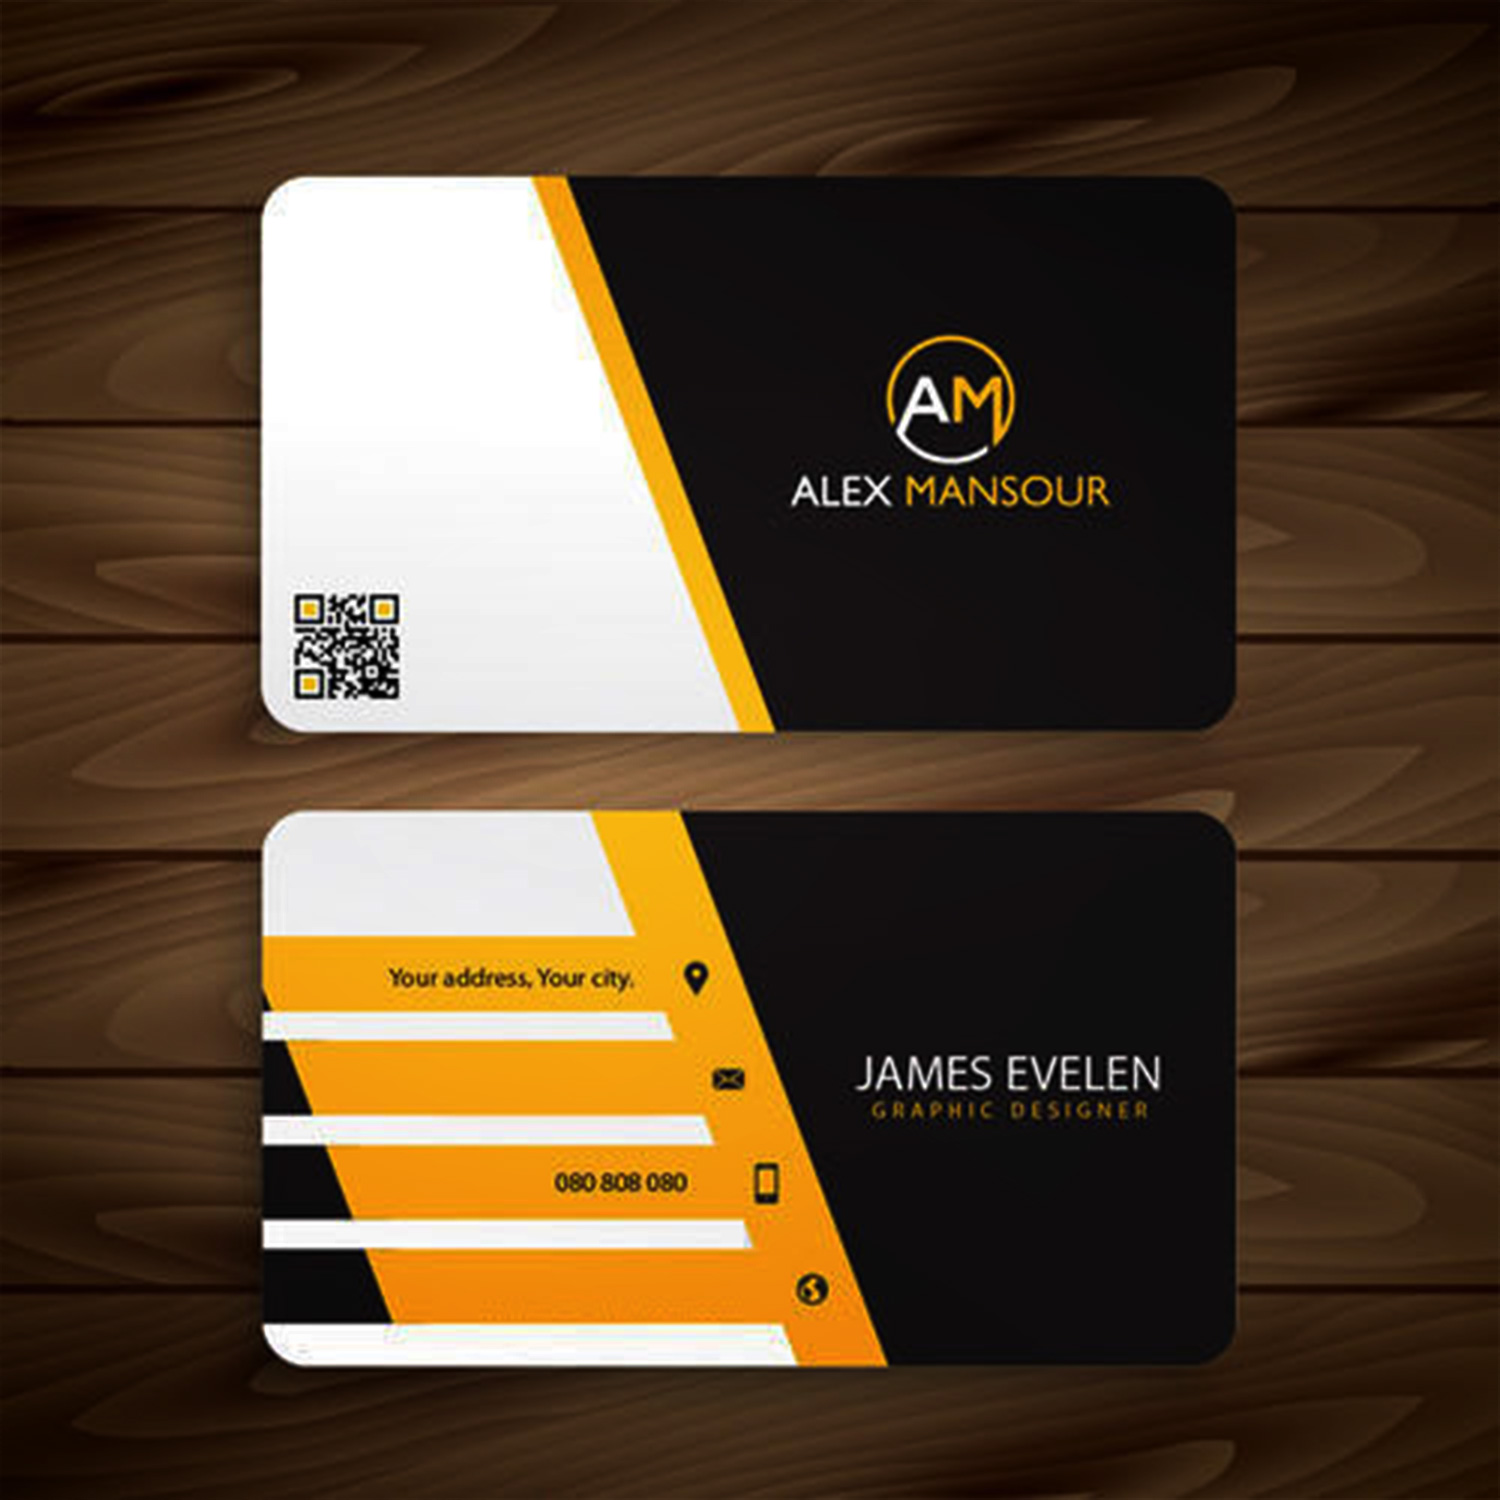 AM
ALEX MANSOUR
Your address, Your city.
080 808 080
JAMES EVELEN
GRAPHIC DESIGNER